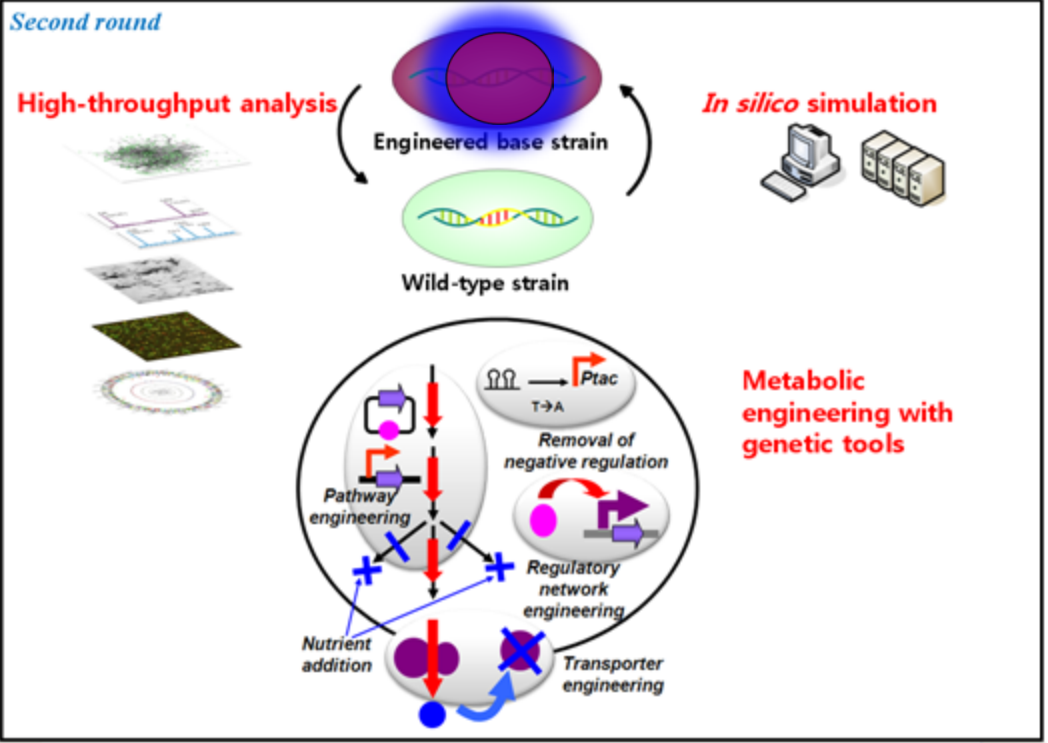 Second round
High-throughput analysis
Engineered base strain
In silico simulation
Wild-type strain
Metabolic
engineering with
genetic tools
Ptac
T→A
Removal of
negative regulation
Pathway
engineering
Regulatory
network
engineering
Nutrient
addition
Transporter
engineering